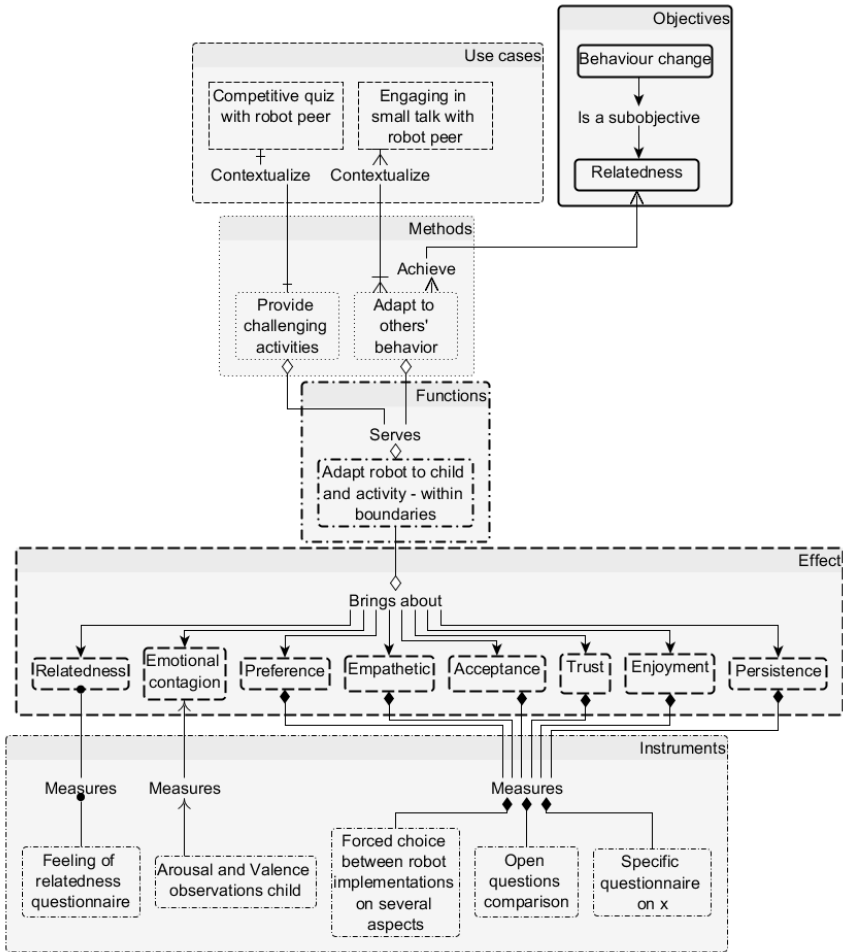 Objectives
Behaviour change
Is a subobjective
Relatedness
Use cases
Competitive quiz
with robot peer
Engaging in
small talk with
robot peer
Contextualize
Contextualize
Methods
Achieve
Provide
challenging
activities
Adapt to
others'
behavior
Functions
Serves
Adapt robot to child
and activity - within
boundaries
Effect
Brings about
Relatedness
Emotional
contagion
Preference
Empathetic
Acceptance
Trust
Enjoyment
Persistence
Instruments
Measures
Measures
Measures
Feeling of
relatedness
questionnaire
Arousal and Valence
observations child
Forced choice
between robot
implementations
on several
aspects
Open
questions
comparison
Specific
questionnaire
on x